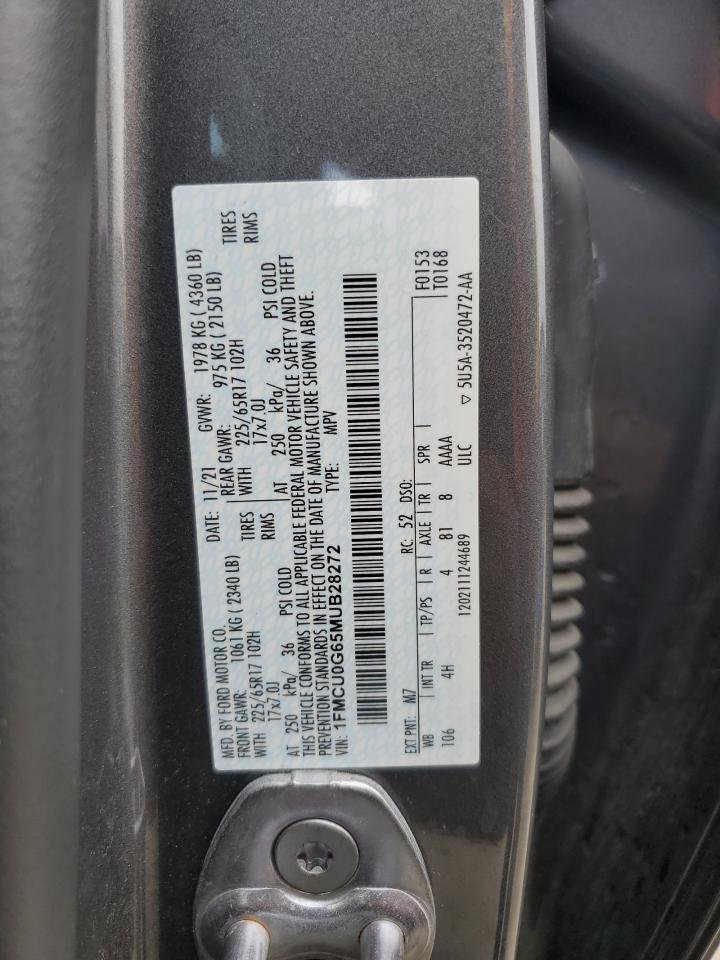 MFD. BY FORD MOTOR CO.
DATE: 11/21 GVWR: 1978 KG ( 4360 LB)
FRONT GAWR: 1061 KG ( 2340 LB) REAR GAWR: 975 KG ( 2150 LB)
WITH 225/65R17 102H TIRES WITH 225/65R17 102H TIRES
17x7.0J RIMS 17x7.0J RIMS
AT 250 kPa/ 36 PSI COLD AT 250 kPa/ 36 PSI COLD
THIS VEHICLE CONFORMS TO ALL APPLICABLE FEDERAL MOTOR VEHICLE SAFETY AND THEFT
PREVENTION STANDARDS IN EFFECT ON THE DATE OF MANUFACTURE SHOWN ABOVE.
VIN: 1FMCU0G65MUB28272 TYPE: MPV
F0153
EXT PNT: M7 RC: 52 DSO: T0168
WB INT TR TP/PS R AXLE TR SPR
106 4H 4 81 8 AAAA
1202111244689 ULC ▽ 5U5A-3520472-AA